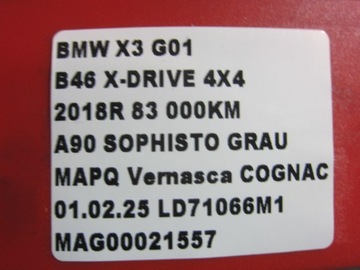 BMW X3 G01
B46 X-DRIVE 4X4
2018R 83 000KM
A90 SOPHISTO GRAU
MAPQ Vernasca COGNAC
01.02.25 LD71066M1
MAG00021557